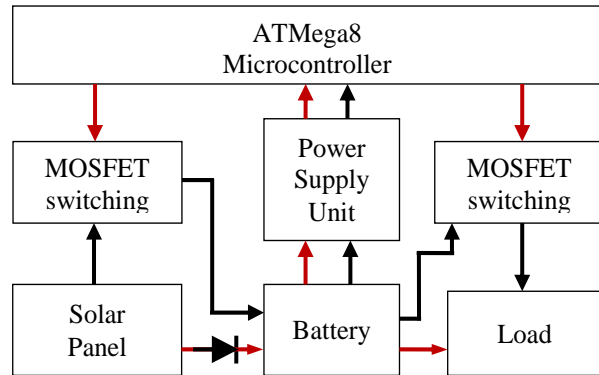 ATMega8
Microcontroller
MOSFET
switching
Power
Supply
Unit
MOSFET
switching
Solar
Panel
Battery
Load